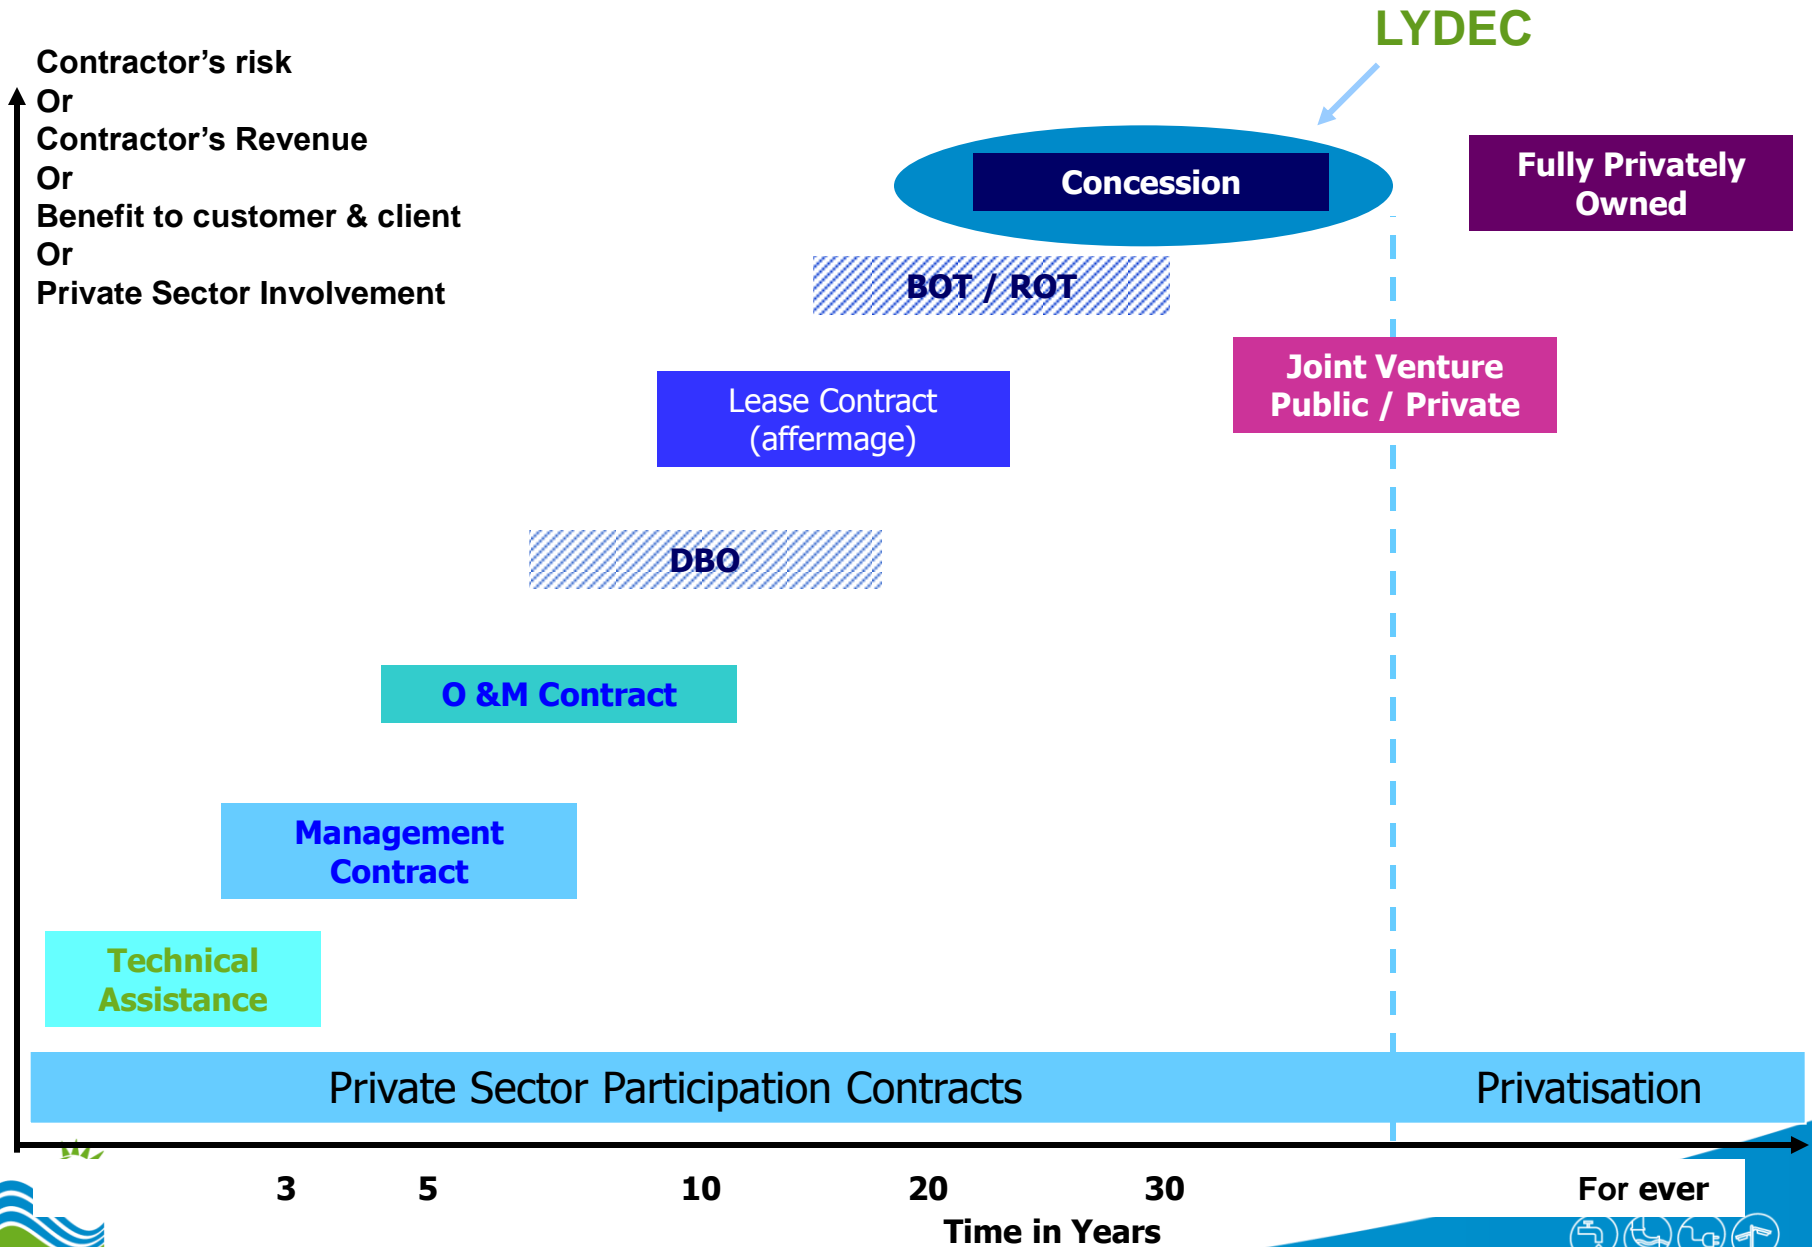 LYDEC
Contractor’s risk
Or
Contractor’s Revenue
Or
Benefit to customer & client
Or
Private Sector Involvement
Concession
Fully Privately
Owned
BOT / ROT
Joint Venture
Public / Private
Lease Contract
(affermage)
DBO
O &M Contract
Management
Contract
Technical
Assistance
Private Sector Participation Contracts
Privatisation
3 5 10 20 30 For ever
Time in Years